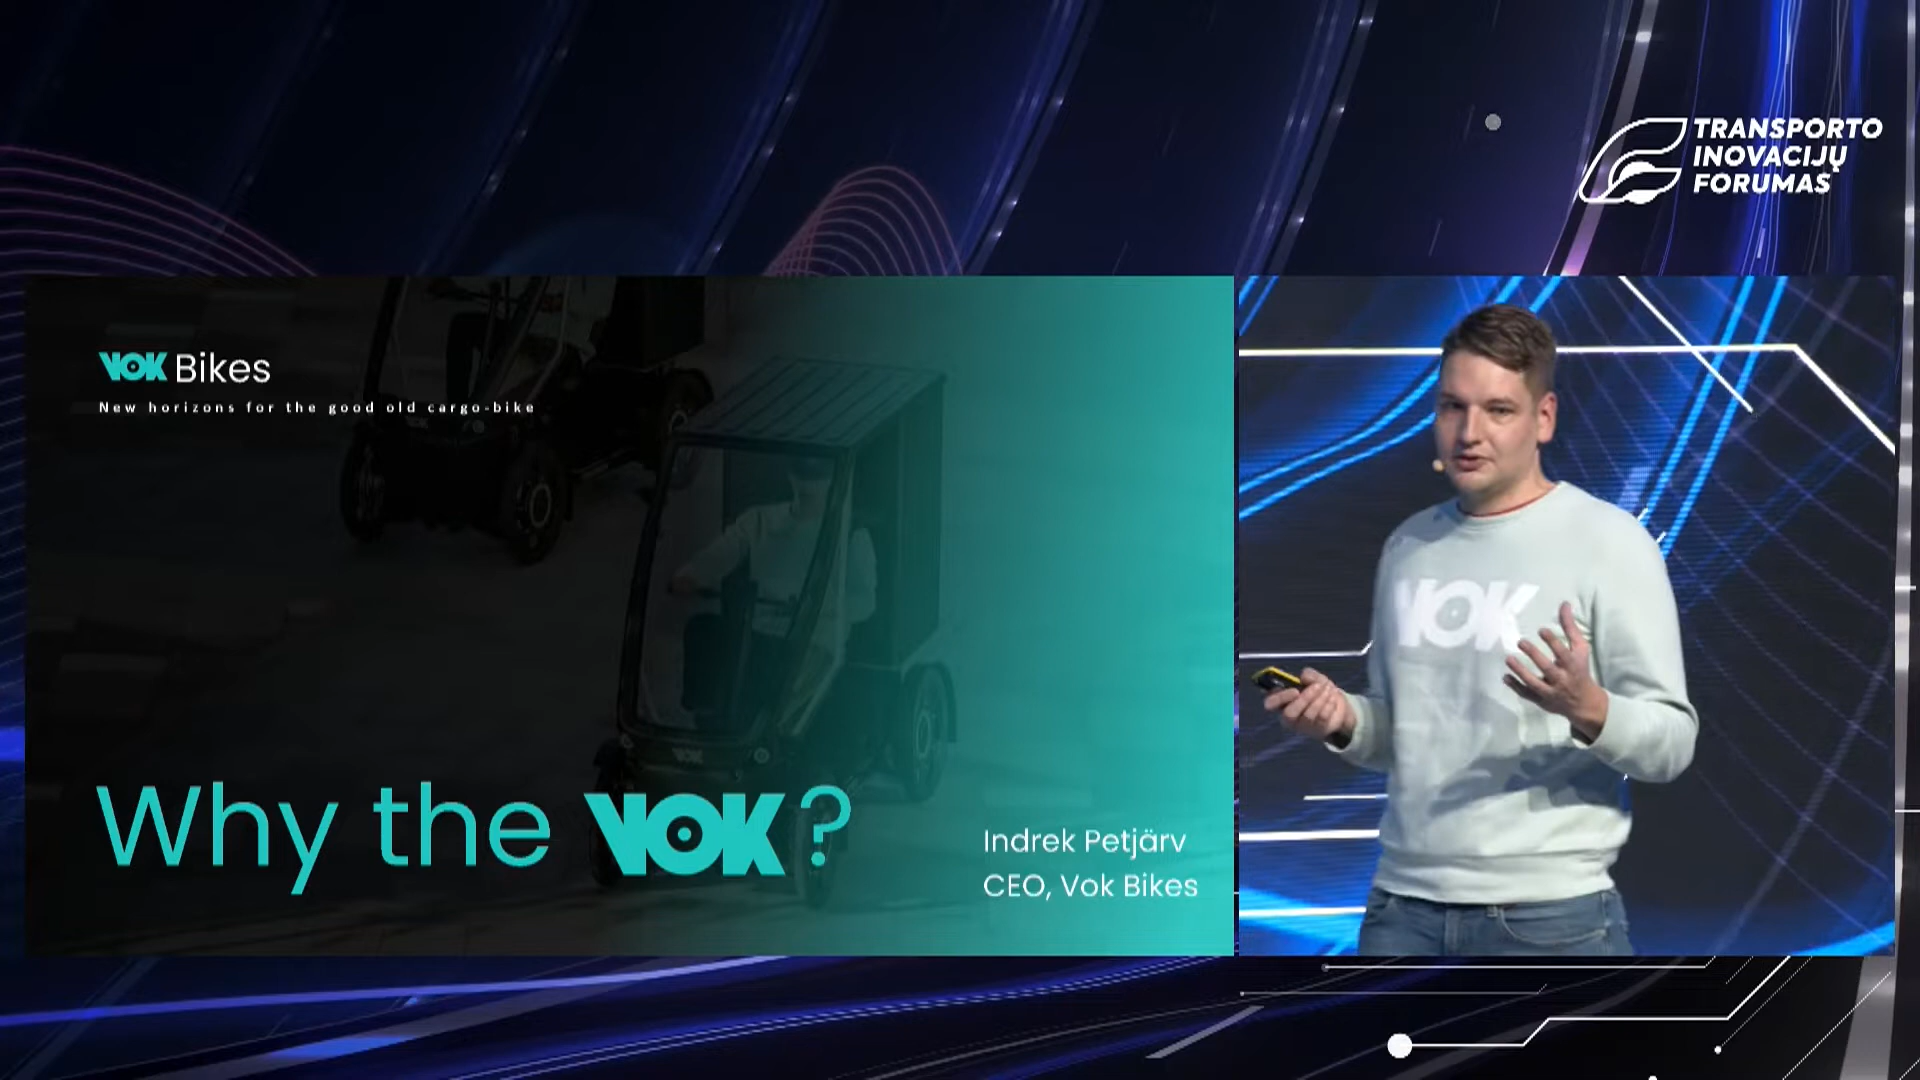 TRANSPORTO
INOVACIJŲ
FORUMAS
VOK Bikes
New horizons for the good old cargo-bike
Why the VOK?
Indrek Petjärv
CEO, Vok Bikes
VOK
VOK